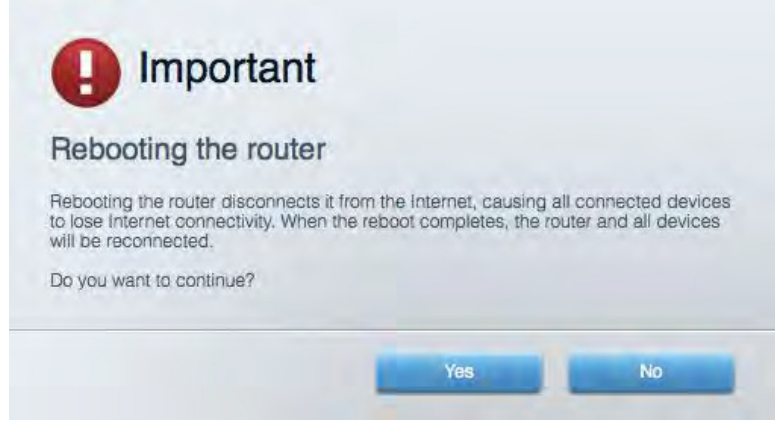 Important
Rebooting the router
Rebooting the router disconnects it from the Internet, causing all connected devices
to lose Internet connectivity. When the reboot completes, the router and all devices
will be reconnected.
Do you want to continue?
Yes
No